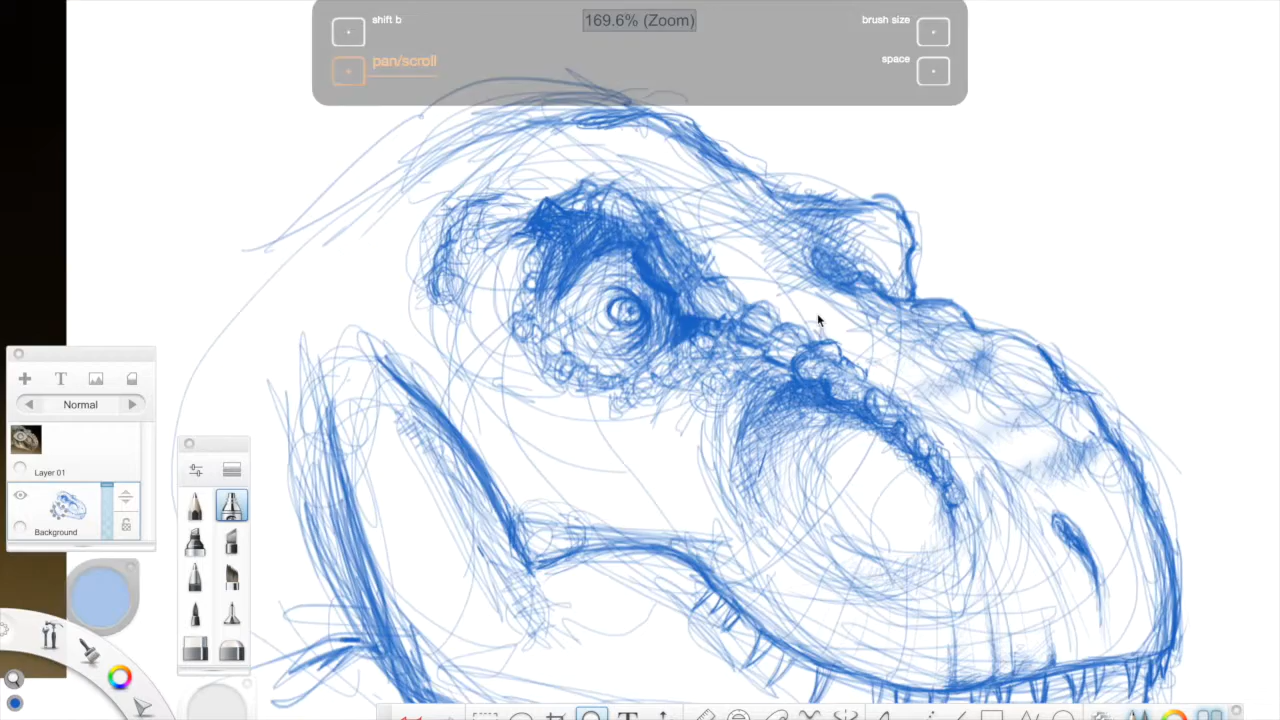 shift b
169.6% (Zoom)
brush size
pan/scroll
space
Normal
Layer 01
Background